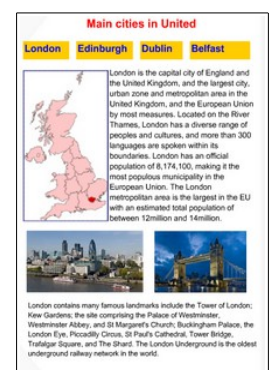 Main cities in United
London Edinburgh Dublin Belfast
London is the capital city of England and
the United Kingdom, and the largest city,
urban zone and metropolitan area in the
United Kingdom, and the European Union
by most measures. Located on the River
Thames, London has a diverse range of
peoples and cultures, and more than 300
languages are spoken within its
boundaries. London has an official
population of 8,174,100, making it the
most populous municipality in the
European Union. The London
metropolitan area is the largest in the EU
with an estimated total population of
between 12million and 14million.
London contains many famous landmarks include the Tower of London;
Kew Gardens; the site comprising the Palace of Westminster,
Westminster Abbey, and St Margaret's Church; Buckingham Palace, the
London Eye, Piccadilly Circus, St Paul's Cathedral, Tower Bridge,
Trafalgar Square, and The Shard. The London Underground is the oldest
underground railway network in the world.